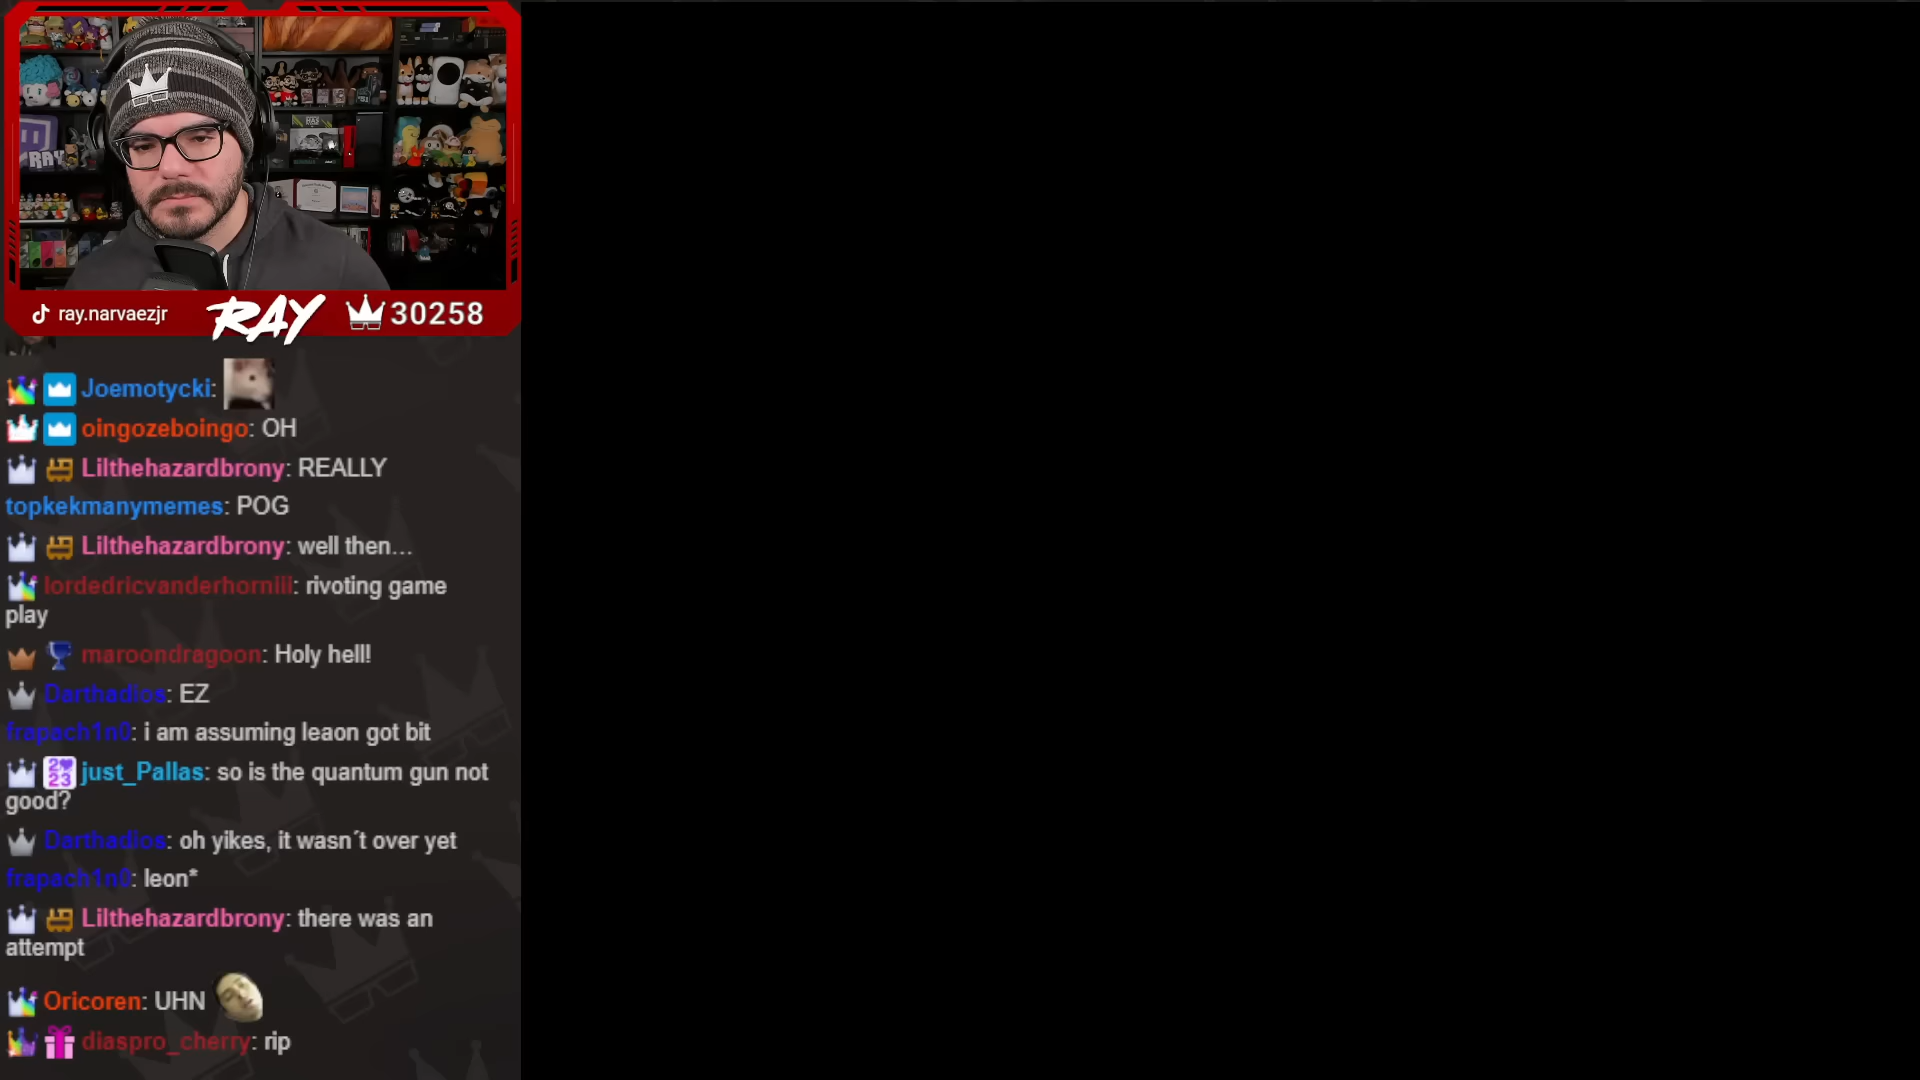 ray.narvaezjr RAY 30258
Joemotycki:
oingozeboingo: OH
Lilthehazardbrony: REALLY
topkekmanymemes: POG
Lilthehazardbrony: well then...
lordedricvanderhorniii: rivoting game
play
maroondragoon: Holy hell!
Darthadios: EZ
frapach1n0: i am assuming leaon got bit
just_Pallas: so is the quantum gun not
good?
Darthadios: oh yikes, it wasn´t over yet
frapach1n0: leon*
Lilthehazardbrony: there was an
attempt
Oricoren: UHN
diaspro_cherry: rip